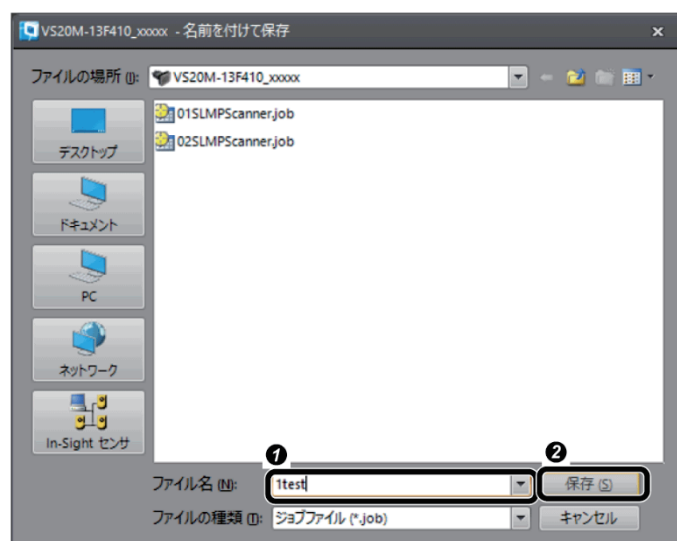 VS20M-13F410_xxxxx - 名前を付けて保存
ファイルの場所 (I):
VS20M-13F410_xxxxx
01SLMPScanner.job
02SLMPScanner.job
デスクトップ
ドキュメント
PC
ネットワーク
In-Sight センサ
❶
❷
ファイル名 (N):
1test
保存 (S)
ファイルの種類 (T):
ジョブファイル (*.job)
キャンセル